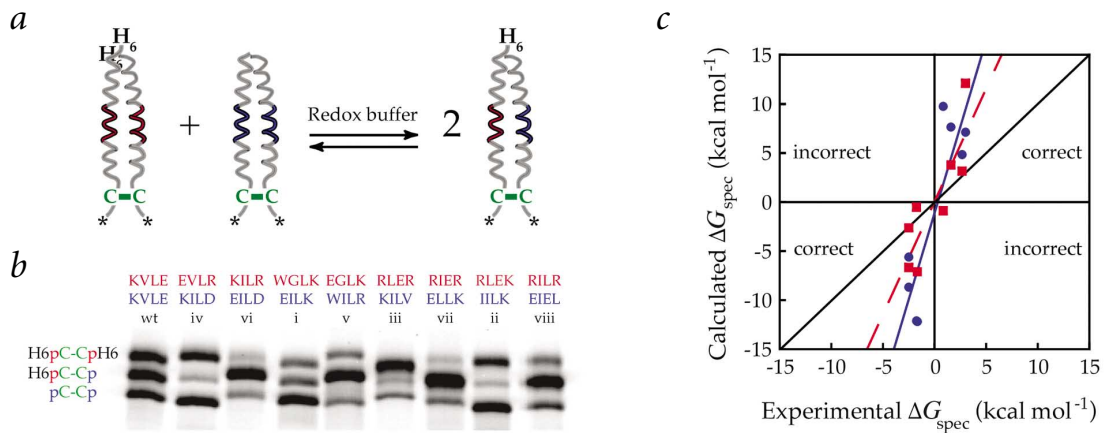 a
H6
H6
+
Redox buffer
2
H6
C-C
C-C
C-C
* *
* *
* *
b
KVLE EVLR KILR WGLK EGLK RLER RIER RLEK RILR
KVLE KILD EILD EILK WILR KILV ELLK IILK EIEL
wt iv vi i v iii vii ii viii
H6pC-CpH6
H6pC-Cp
pC-Cp
c
Calculated ΔGspec (kcal mol-1)
15
10
5
0
-5
-10
-15
incorrect
correct
correct
incorrect
-15 -10 -5 0 5 10 15
Experimental ΔGspec (kcal mol-1)